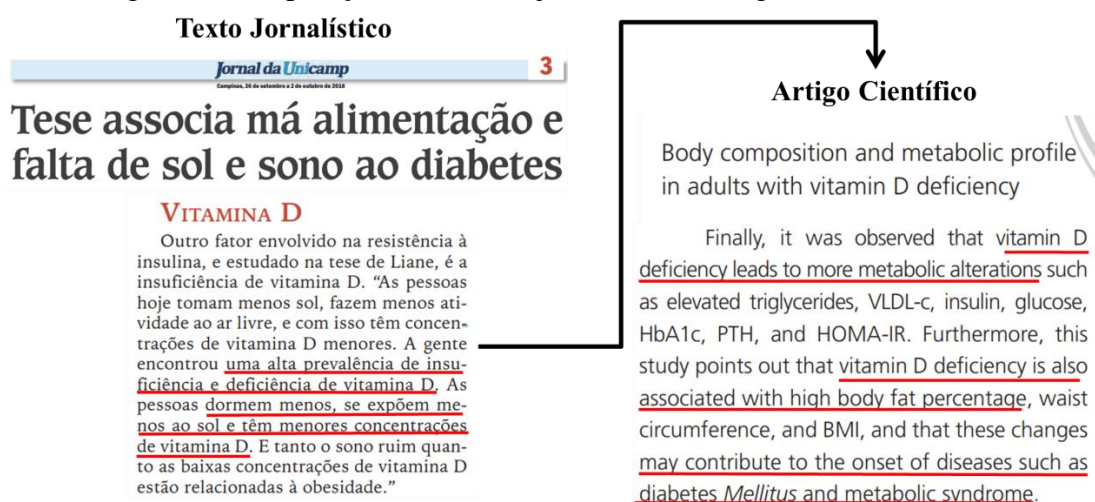 Texto Jornalístico
Jornal da Unicamp
3
Campinas, 26 de setembro a 2 de outubro de 2016
Tese associa má alimentação e
falta de sol e sono ao diabetes
VITAMINA D
Outro fator envolvido na resistência à
insulina, e estudado na tese de Liane, é a
insuficiência de vitamina D. “As pessoas
hoje tomam menos sol, fazem menos ati-
vidade ao ar livre, e com isso têm concen-
trações de vitamina D menores. A gente
encontrou uma alta prevalência de insu-
ficiência e deficiência de vitamina D. As
pessoas dormem menos, se expõem me-
nos ao sol e têm menores concentrações
de vitamina D. E tanto o sono ruim quan-
to as baixas concentrações de vitamina D
estão relacionadas à obesidade.”
Artigo Científico
Body composition and metabolic profile
in adults with vitamin D deficiency
Finally, it was observed that vitamin D
deficiency leads to more metabolic alterations such
as elevated triglycerides, VLDL-c, insulin, glucose,
HbA1c, PTH, and HOMA-IR. Furthermore, this
study points out that vitamin D deficiency is also
associated with high body fat percentage, waist
circumference, and BMI, and that these changes
may contribute to the onset of diseases such as
diabetes Mellitus and metabolic syndrome.